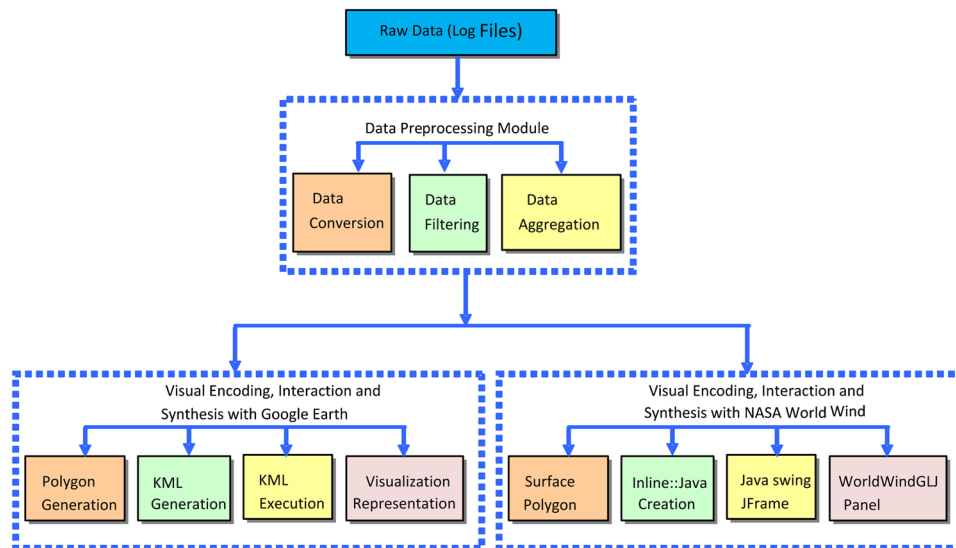 Raw Data (Log Files)
Data Preprocessing Module
Data
Conversion
Data
Filtering
Data
Aggregation
Visual Encoding, Interaction and
Synthesis with Google Earth
Polygon
Generation
KML
Generation
KML
Execution
Visualization
Representation
Visual Encoding, Interaction and
Synthesis with NASA World Wind
Surface
Polygon
Inline::Java
Creation
Java swing
JFrame
WorldWindGLJ
Panel